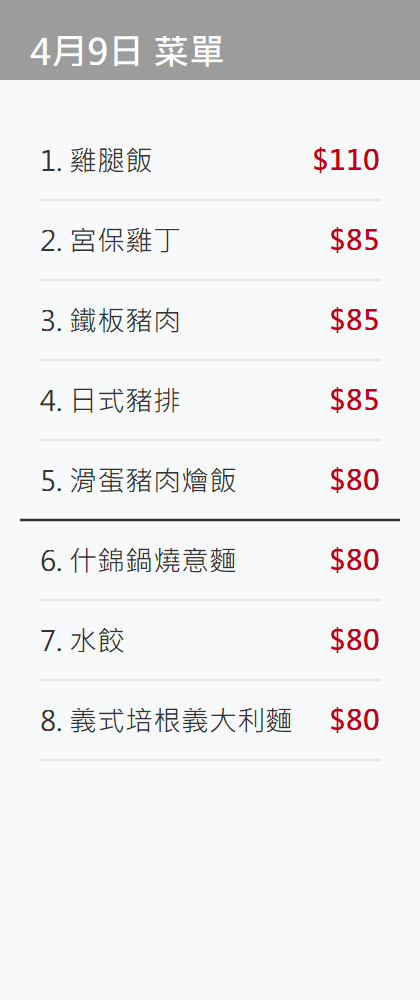 4月9日 菜單
1. 雞腿飯 $110
2. 宮保雞丁 $85
3. 鐵板豬肉 $85
4. 日式豬排 $85
5. 滑蛋豬肉燴飯 $80
6. 什錦鍋燒意麵 $80
7. 水餃 $80
8. 義式培根義大利麵 $80